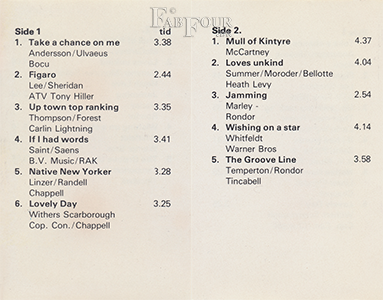 FabFour
Side 1 tid
1. Take a chance on me 3.38
Andersson/Ulvaeus
Bocu
2. Figaro 2.44
Lee/Sheridan
ATV Tony Hiller
3. Up town top ranking 3.35
Thompson/Forest
Carlin Lightning
4. If I had words 3.41
Saint/Saens
B.V. Music/RAK
5. Native New Yorker 3.28
Linzer/Randell
Chappell
6. Lovely Day 3.25
Withers Scarborough
Cop. Con./Chappell
Side 2.
1. Mull of Kintyre 4.37
McCartney
2. Loves unkind 4.04
Summer/Moroder/Bellotte
Heath Levy
3. Jamming 2.54
Marley -
Rondor
4. Wishing on a star 4.14
Whitfeldt
Warner Bros
5. The Groove Line 3.58
Temperton/Rondor
Tincabell